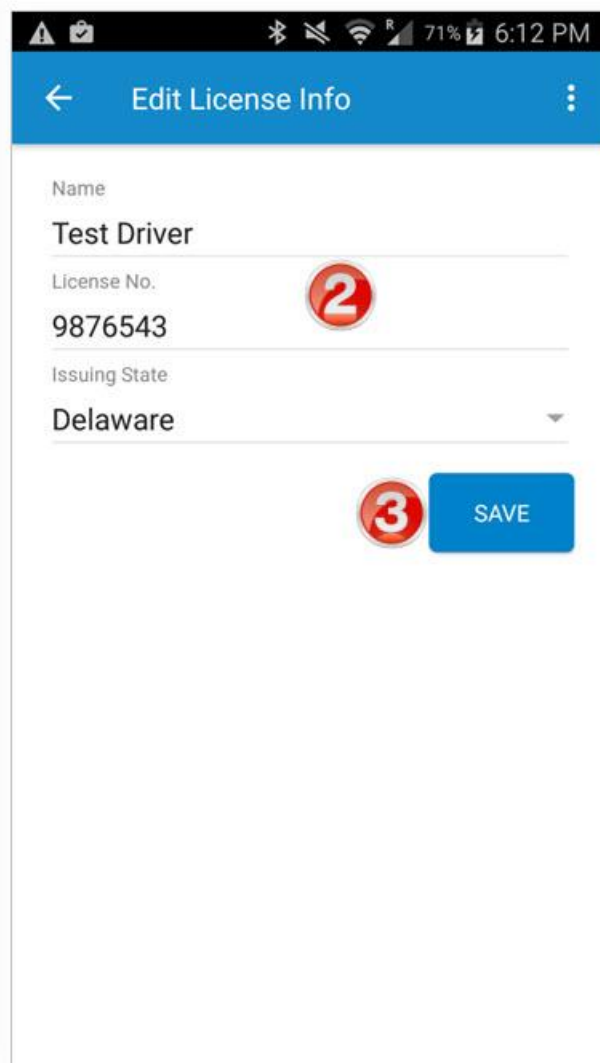 R 71% 6:12 PM
Edit License Info
Name
Test Driver
License No.
2
9876543
Issuing State
Delaware
3 SAVE